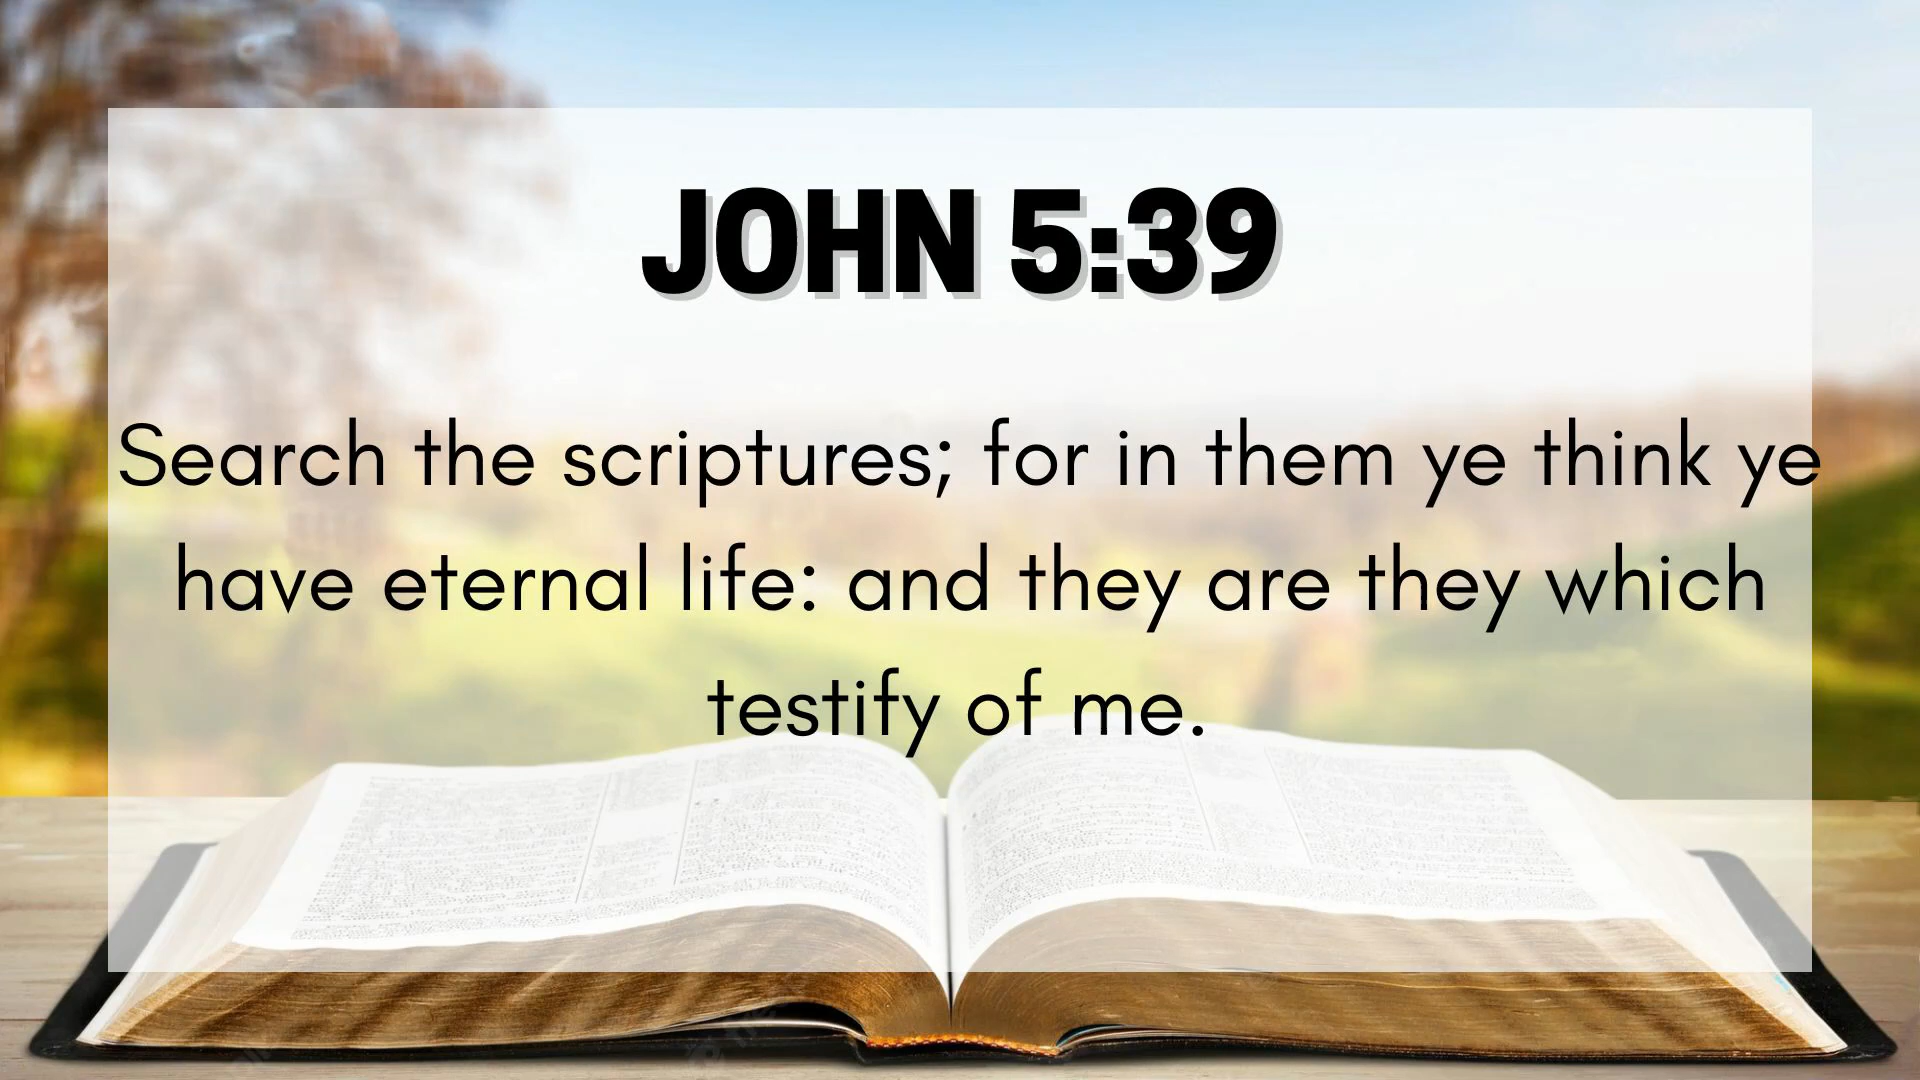 JOHN 5:39
Search the scriptures; for in them ye think ye
have eternal life: and they are they which
testify of me.